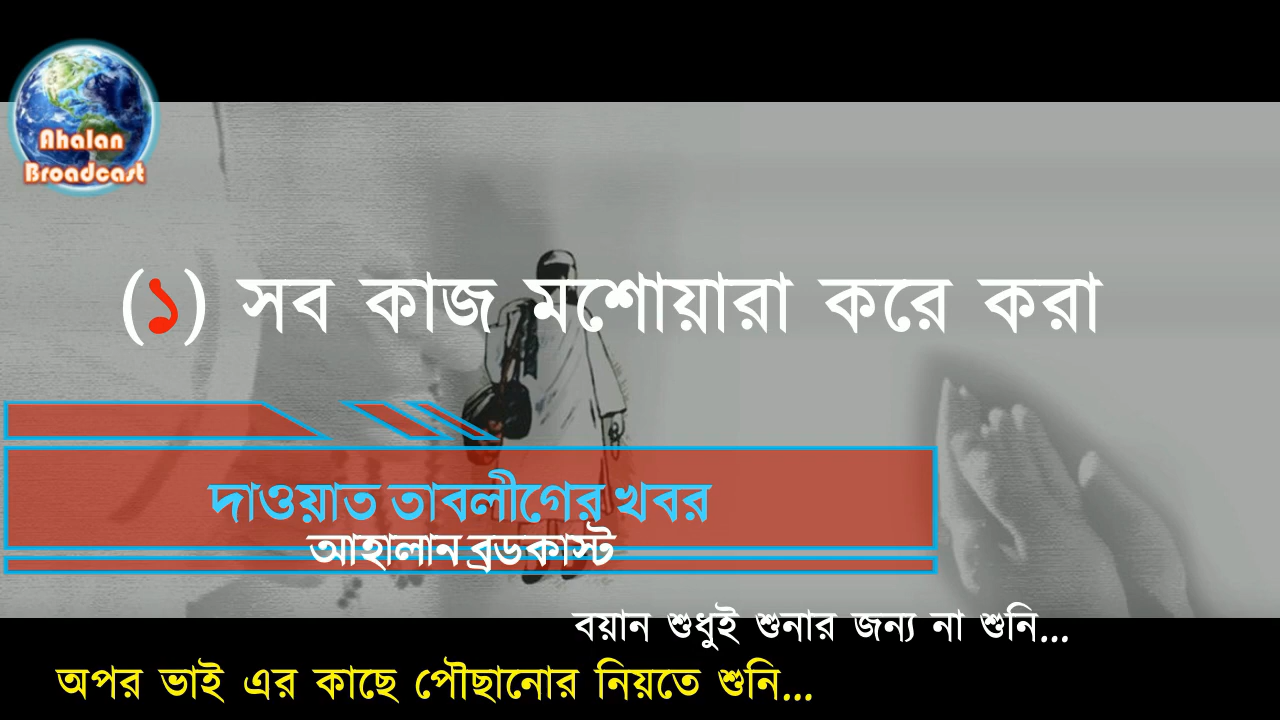 Ahalan
Broadcast
(১) সব কাজ মশোয়ারা করে করা
দাওয়াত তাবলীগের খবর
আহালান ব্রডকাস্ট
বয়ান শুধুই শুনার জন্য না শুনি...
অপর ভাই এর কাছে পৌছানোর নিয়তে শুনি...